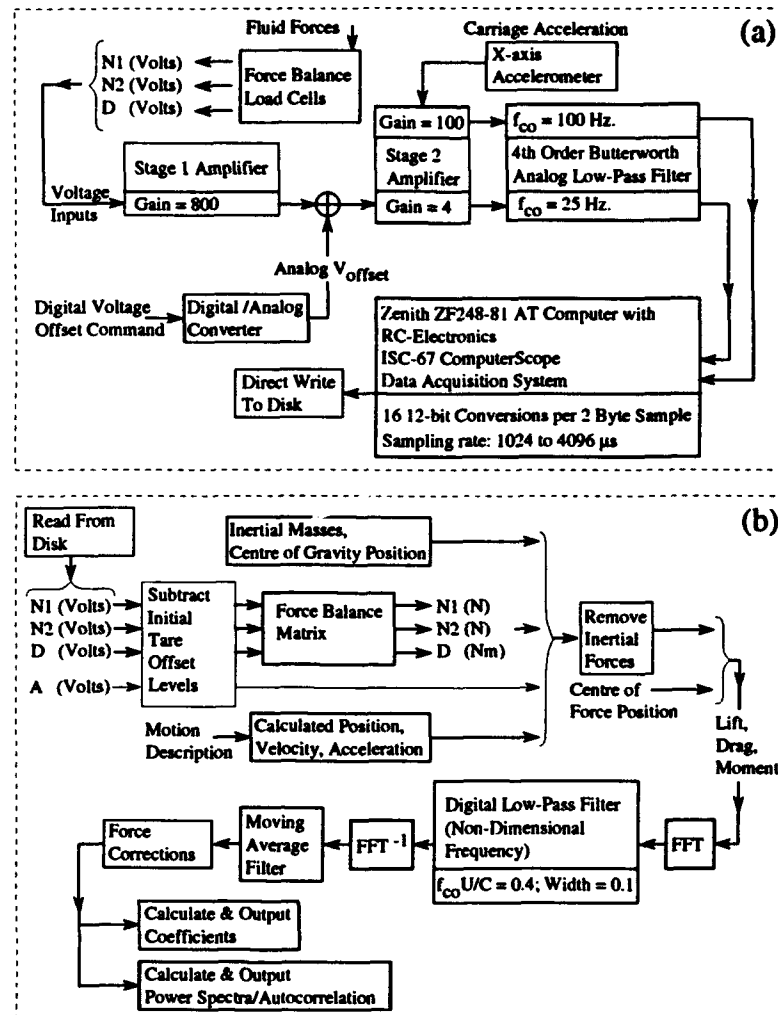 (a)
Fluid Forces
Carriage Acceleration
N1 (Volts)
N2 (Volts)
D (Volts)
Force Balance
Load Cells
X-axis
Accelerometer
Gain = 100
f_co = 100 Hz.
Stage 1 Amplifier
Gain = 800
Voltage
Inputs
Stage 2
Amplifier
Gain = 4
4th Order Butterworth
Analog Low-Pass Filter
f_co = 25 Hz.
Analog V_offset
Digital Voltage
Offset Command
Digital /Analog
Converter
Direct Write
To Disk
Zenith ZF248-81 AT Computer with
RC-Electronics
ISC-67 ComputerScope
Data Acquisition System
16 12-bit Conversions per 2 Byte Sample
Sampling rate: 1024 to 4096 μs
(b)
Read From
Disk
Inertial Masses,
Centre of Gravity Position
N1 (Volts)
N2 (Volts)
D (Volts)
A (Volts)
Subtract
Initial
Tare
Offset
Levels
Force Balance
Matrix
N1 (N)
N2 (N)
D (Nm)
Remove
Inertial
Forces
Centre of
Force Position
Motion
Description
Calculated Position,
Velocity, Acceleration
Lift,
Drag,
Moment
Force
Corrections
Moving
Average
Filter
FFT -1
Digital Low-Pass Filter
(Non-Dimensional
Frequency)
f_co U/C = 0.4; Width = 0.1
FFT
Calculate & Output
Coefficients
Calculate & Output
Power Spectra/Autocorrelation